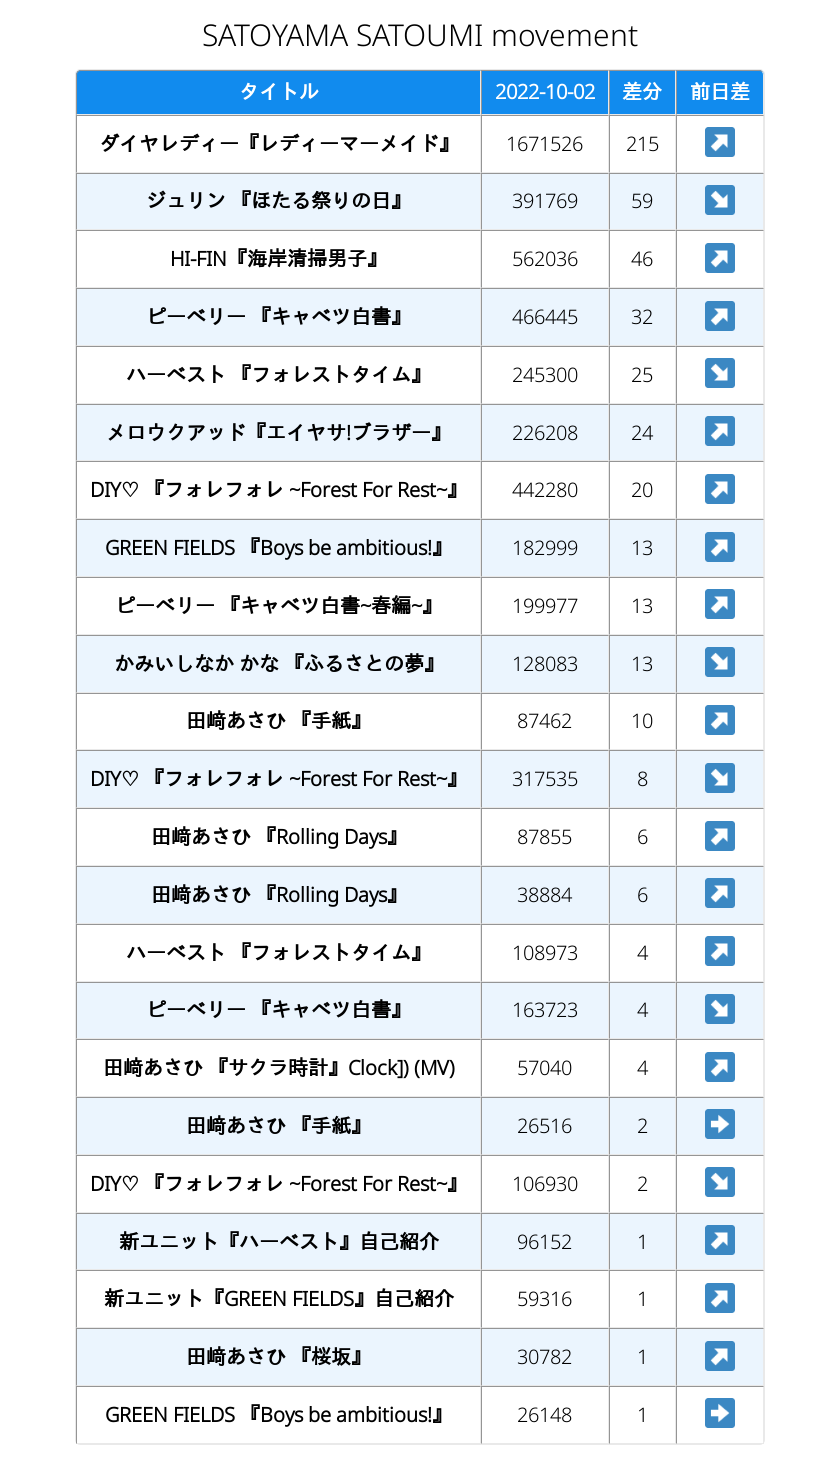 SATOYAMA SATOUMI movement
タイトル 2022-10-02 差分 前日差
ダイヤレディー『レディーマーメイド』 1671526 215 ↗
ジュリン 『ほたる祭りの日』 391769 59 ↘
HI-FIN『海岸清掃男子』 562036 46 ↗
ピーベリー 『キャベツ白書』 466445 32 ↗
ハーベスト 『フォレストタイム』 245300 25 ↘
メロウクアッド『エイヤサ!ブラザー』 226208 24 ↗
DIY♡ 『フォレフォレ ~Forest For Rest~』 442280 20 ↗
GREEN FIELDS 『Boys be ambitious!』 182999 13 ↗
ピーベリー 『キャベツ白書~春編~』 199977 13 ↗
かみいしなか かな 『ふるさとの夢』 128083 13 ↘
田﨑あさひ 『手紙』 87462 10 ↗
DIY♡ 『フォレフォレ ~Forest For Rest~』 317535 8 ↘
田﨑あさひ 『Rolling Days』 87855 6 ↗
田﨑あさひ 『Rolling Days』 38884 6 ↗
ハーベスト 『フォレストタイム』 108973 4 ↗
ピーベリー 『キャベツ白書』 163723 4 ↘
田﨑あさひ 『サクラ時計』Clock]) (MV) 57040 4 ↗
田﨑あさひ 『手紙』 26516 2 ➡
DIY♡ 『フォレフォレ ~Forest For Rest~』 106930 2 ↘
新ユニット『ハーベスト』自己紹介 96152 1 ↗
新ユニット『GREEN FIELDS』自己紹介 59316 1 ↗
田﨑あさひ 『桜坂』 30782 1 ↗
GREEN FIELDS 『Boys be ambitious!』 26148 1 ➡